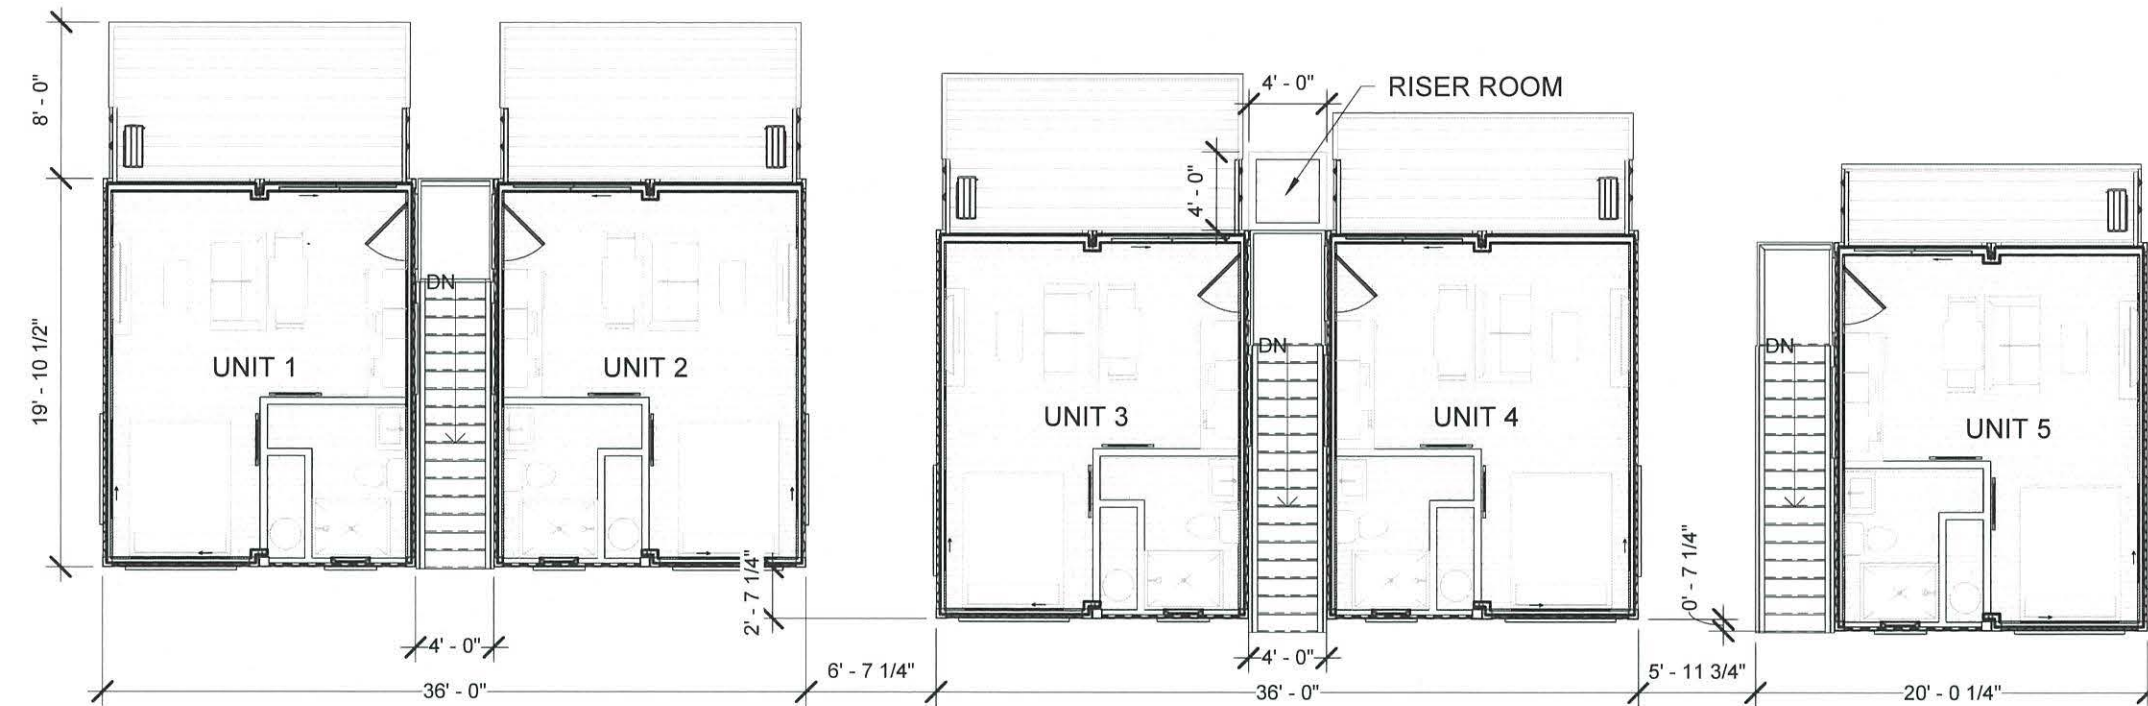 8' - 0"
4' - 0"
RISER ROOM
4' - 0"
19' - 10 1/2"
DN
UNIT 1
UNIT 2
DN
DN
UNIT 3
UNIT 4
UNIT 5
2' - 7 1/4"
0' - 7 1/4"
4' - 0"
4' - 0"
6' - 7 1/4"
5' - 11 3/4"
36' - 0"
36' - 0"
20' - 0 1/4"